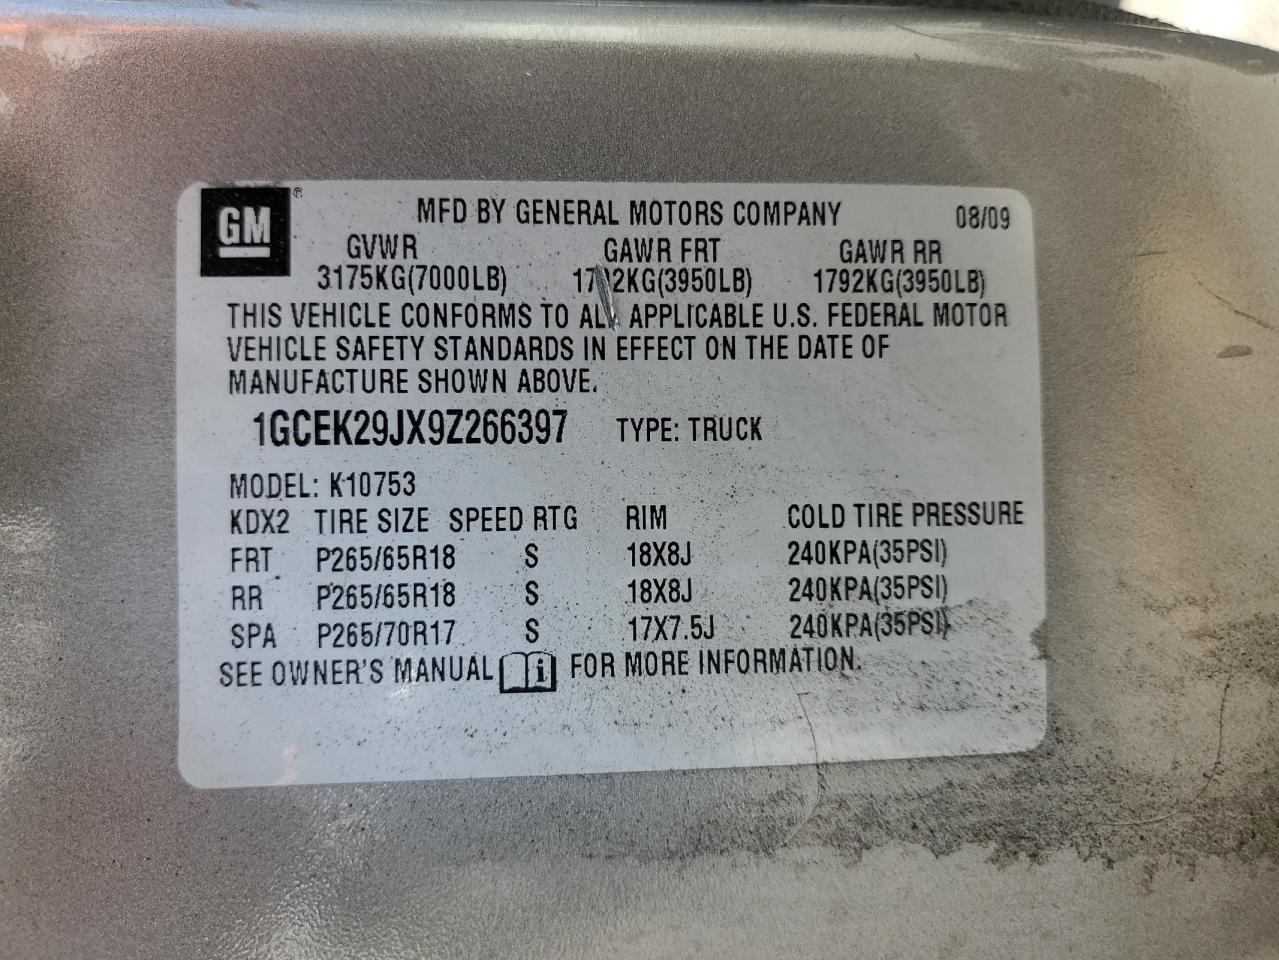 GM ®
MFD BY GENERAL MOTORS COMPANY 08/09
GVWR GAWR FRT GAWR RR
3175KG(7000LB) 1792KG(3950LB) 1792KG(3950LB)
THIS VEHICLE CONFORMS TO ALL APPLICABLE U.S. FEDERAL MOTOR
VEHICLE SAFETY STANDARDS IN EFFECT ON THE DATE OF
MANUFACTURE SHOWN ABOVE.
1GCEK29JX9Z266397 TYPE: TRUCK
MODEL: K10753
KDX2 TIRE SIZE SPEED RTG RIM COLD TIRE PRESSURE
FRT P265/65R18 S 18X8J 240KPA(35PSI)
RR P265/65R18 S 18X8J 240KPA(35PSI)
SPA P265/70R17 S 17X7.5J 240KPA(35PSI)
SEE OWNER'S MANUAL i FOR MORE INFORMATION.